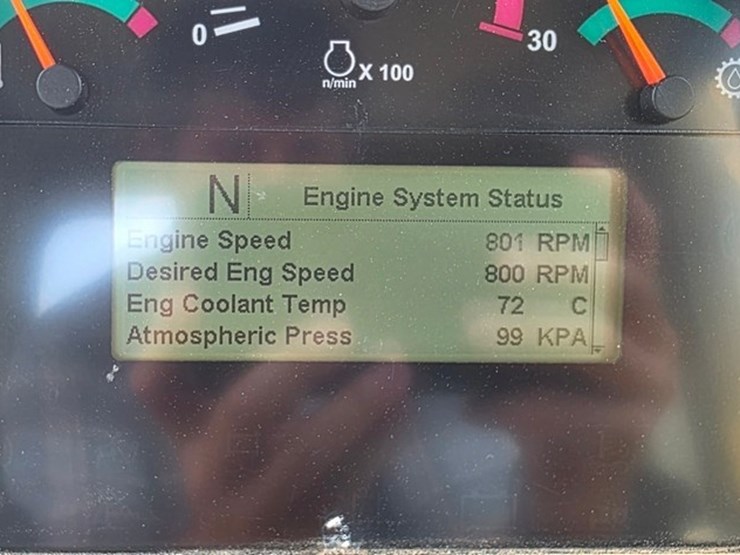 0
30
X 100
n/min
N Engine System Status
Engine Speed 801 RPM
Desired Eng Speed 800 RPM
Eng Coolant Temp 72 C
Atmospheric Press 99 KPA